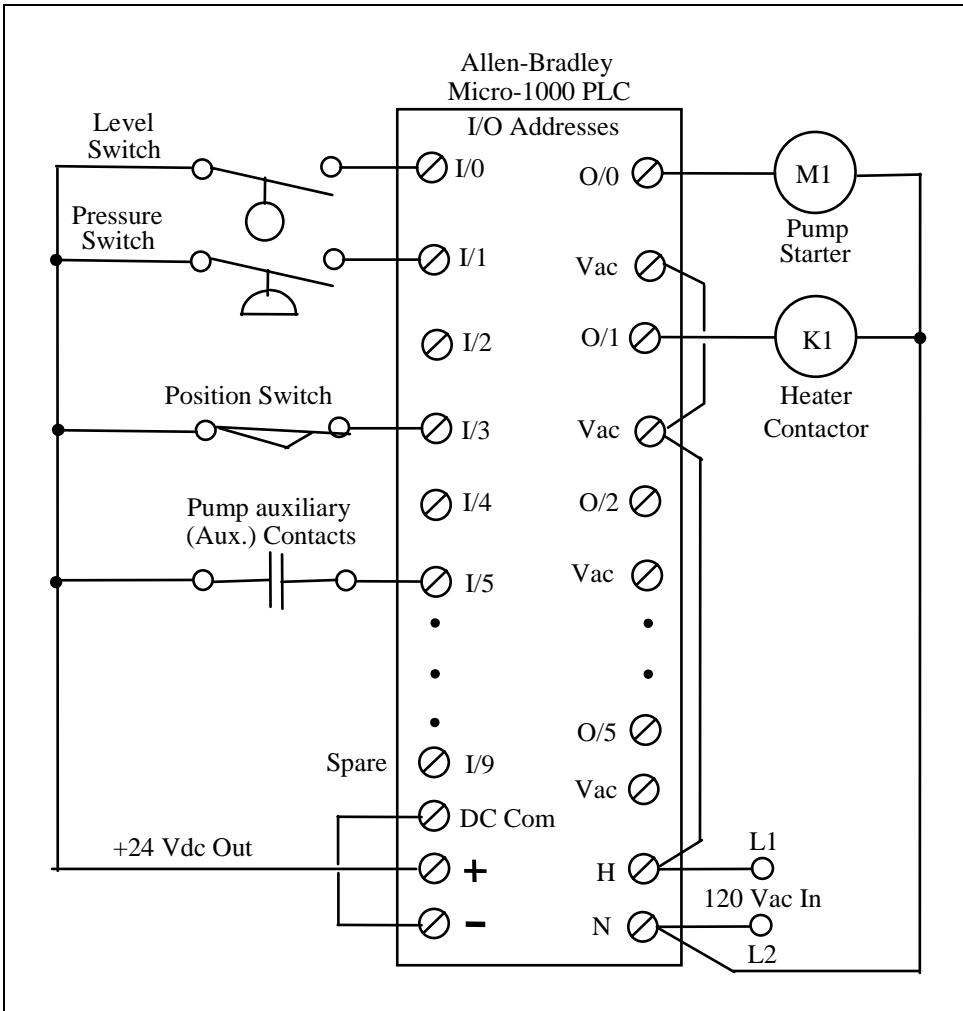 Allen-Bradley
Micro-1000 PLC
I/O Addresses
Level
Switch
I/0
O/0
M1
Pump
Starter
Pressure
Switch
I/1
Vac
I/2
O/1
K1
Heater
Contactor
Position Switch
I/3
Vac
Pump auxiliary
(Aux.) Contacts
I/4
O/2
I/5
Vac
O/5
Spare
I/9
Vac
DC Com
+24 Vdc Out
+
H
L1
120 Vac In
-
N
L2